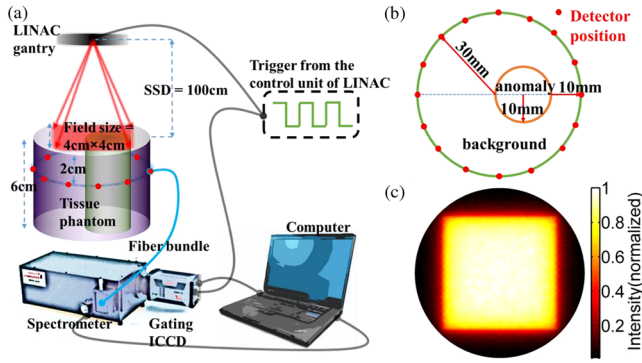 (a)
LINAC
gantry
SSD = 100cm
Trigger from the
control unit of LINAC
Field size =
4cm×4cm
2cm
6cm
Tissue
phantom
Fiber bundle
Computer
Spectrometer
Gating
ICCD
(b)
Detector
position
30mm
anomaly
10mm
10mm
background
(c)
1
0.8
0.6
0.4
0.2
Intensity(normalized)